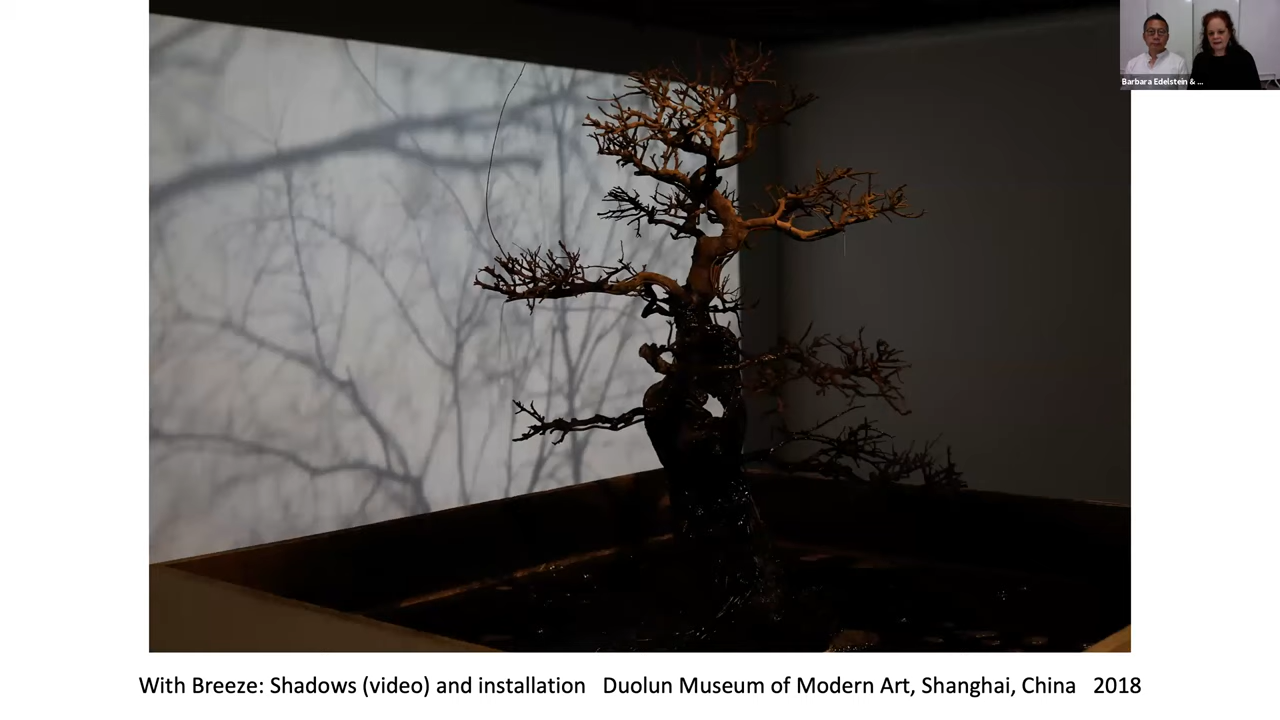 Barbara Edelstein & ...
With Breeze: Shadows (video) and installation Duolun Museum of Modern Art, Shanghai, China 2018